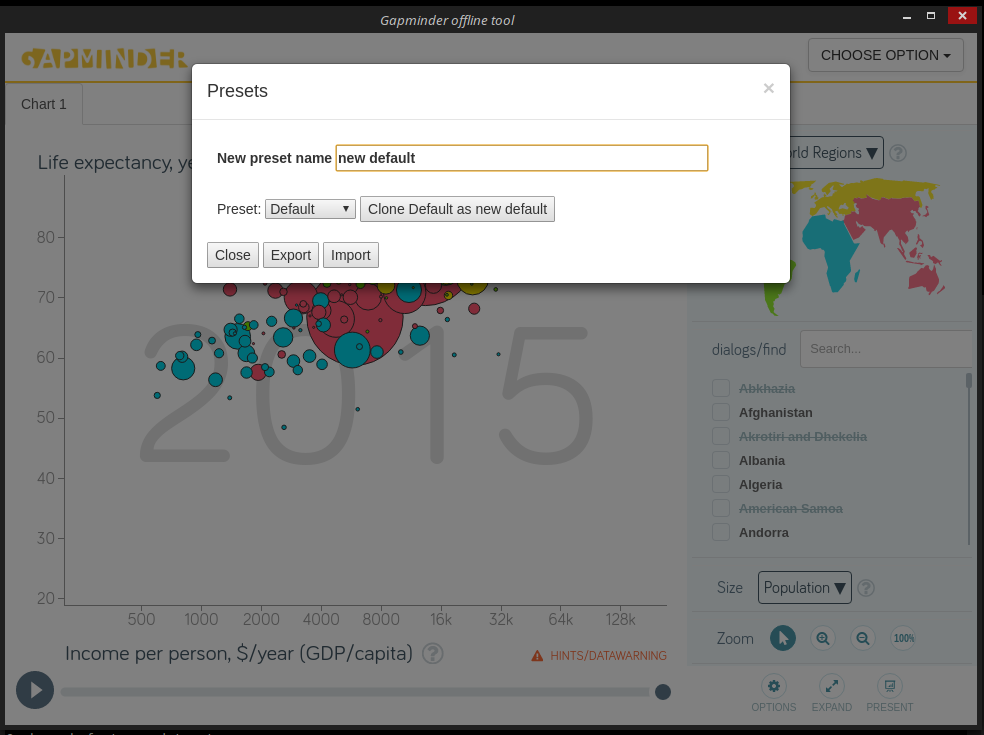 Gapminder offline tool
GAPMINDER
CHOOSE OPTION
Chart 1
Presets
×
New preset name new default
Preset: Default Clone Default as new default
Close Export Import
Life expectancy, ye
rld Regions ?
2015
80
70
60
50
40
30
20
500 1000 2000 4000 8000 16k 32k 64k 128k
Income per person, $/year (GDP/capita) ?
HINTS/DATAWARNING
dialogs/find Search...
Abkhazia
Afghanistan
Akrotiri and Dhekelia
Albania
Algeria
American Samoa
Andorra
Size Population ?
Zoom 100%
OPTIONS EXPAND PRESENT